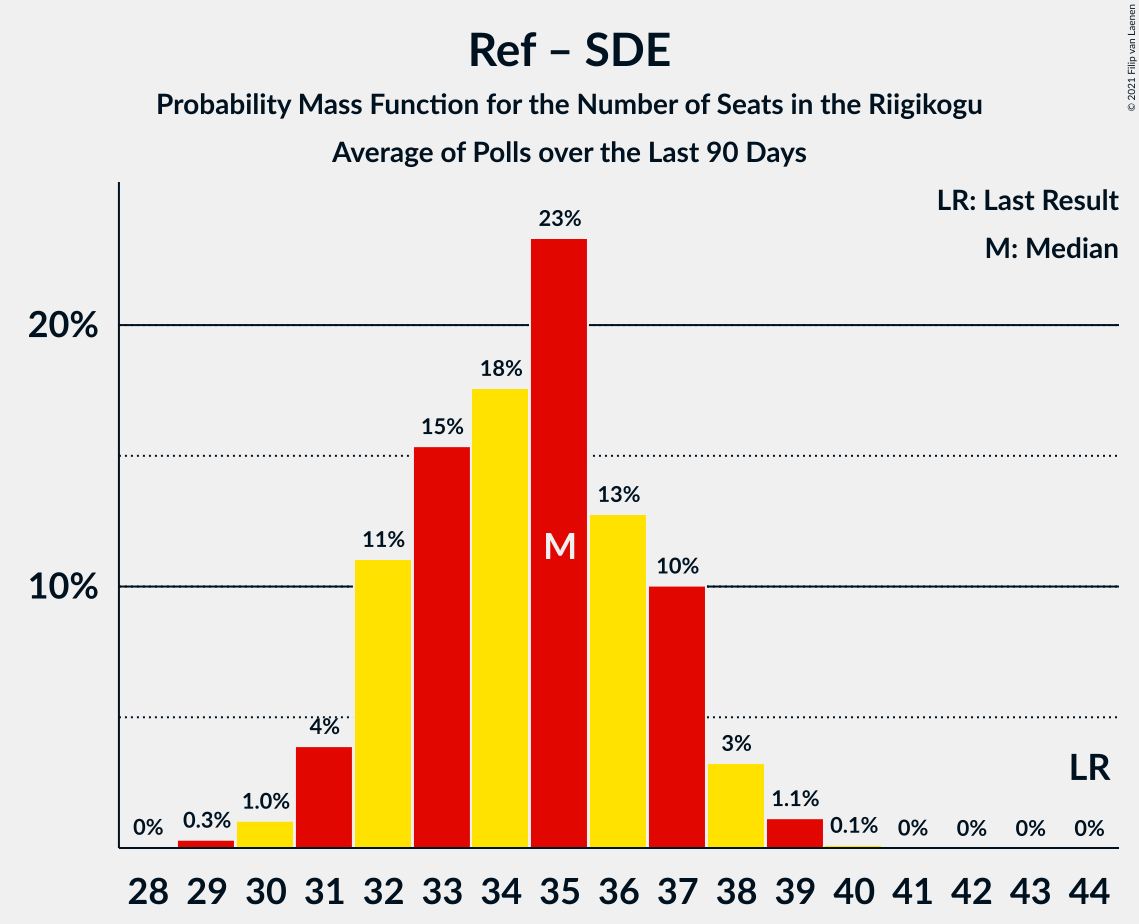 Ref – SDE
Probability Mass Function for the Number of Seats in the Riigikogu
Average of Polls over the Last 90 Days
© 2021 Filip van Laenen
LR: Last Result
M: Median
20%
10%
0%
0.3%
1.0%
4%
11%
15%
18%
23%
13%
10%
3%
1.1%
0.1%
0%
0%
0%
0%
M
LR
28 29 30 31 32 33 34 35 36 37 38 39 40 41 42 43 44